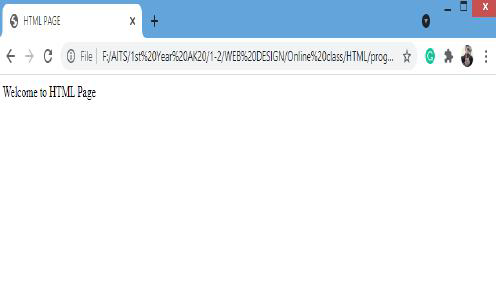 HTML PAGE
File | F:/AITS/1st%20Year%20AK20/1-2/WEB%20DESIGN/Online%20class/HTML/prog...
Welcome to HTML Page